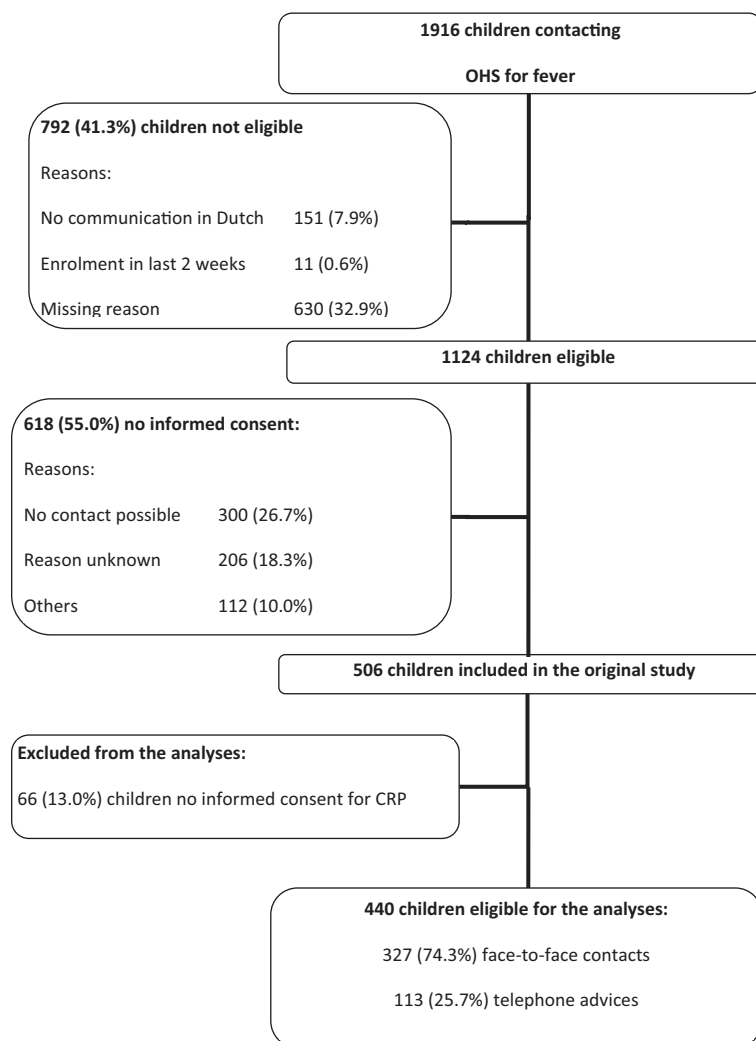 1916 children contacting
OHS for fever
792 (41.3%) children not eligible
Reasons:
No communication in Dutch 151 (7.9%)
Enrolment in last 2 weeks 11 (0.6%)
Missing reason 630 (32.9%)
1124 children eligible
618 (55.0%) no informed consent:
Reasons:
No contact possible 300 (26.7%)
Reason unknown 206 (18.3%)
Others 112 (10.0%)
506 children included in the original study
Excluded from the analyses:
66 (13.0%) children no informed consent for CRP
440 children eligible for the analyses:
327 (74.3%) face-to-face contacts
113 (25.7%) telephone advices